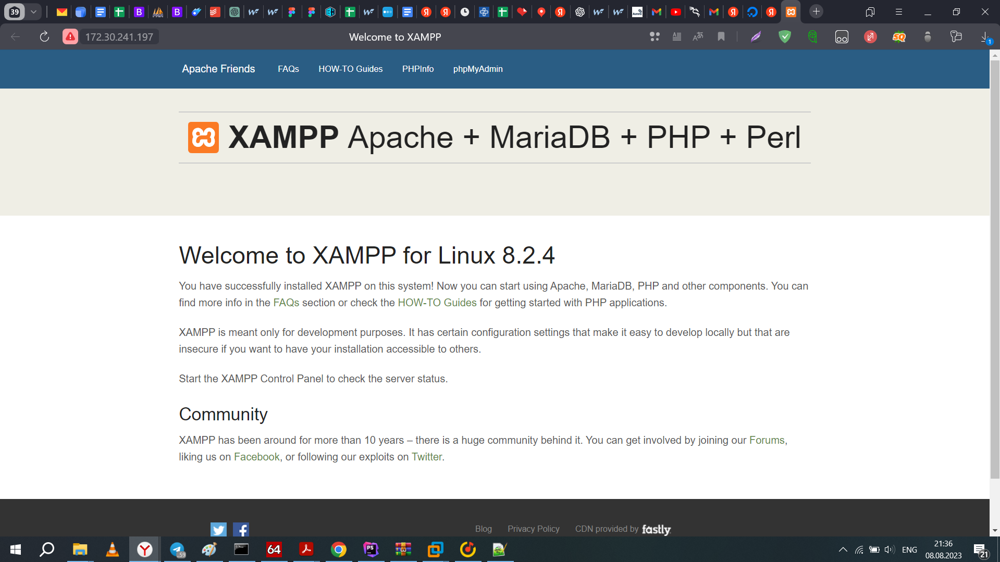 39
172.30.241.197
Welcome to XAMPP
1
Apache Friends
FAQs
HOW-TO Guides
PHPInfo
phpMyAdmin
XAMPP Apache + MariaDB + PHP + Perl
Welcome to XAMPP for Linux 8.2.4
You have successfully installed XAMPP on this system! Now you can start using Apache, MariaDB, PHP and other components. You can
find more info in the FAQs section or check the HOW-TO Guides for getting started with PHP applications.
XAMPP is meant only for development purposes. It has certain configuration settings that make it easy to develop locally but that are
insecure if you want to have your installation accessible to others.
Start the XAMPP Control Panel to check the server status.
Community
XAMPP has been around for more than 10 years – there is a huge community behind it. You can get involved by joining our Forums,
liking us on Facebook, or following our exploits on Twitter.
Blog
Privacy Policy
CDN provided by fastly
64
PS
..59
ENG
21:36
08.08.2023
21